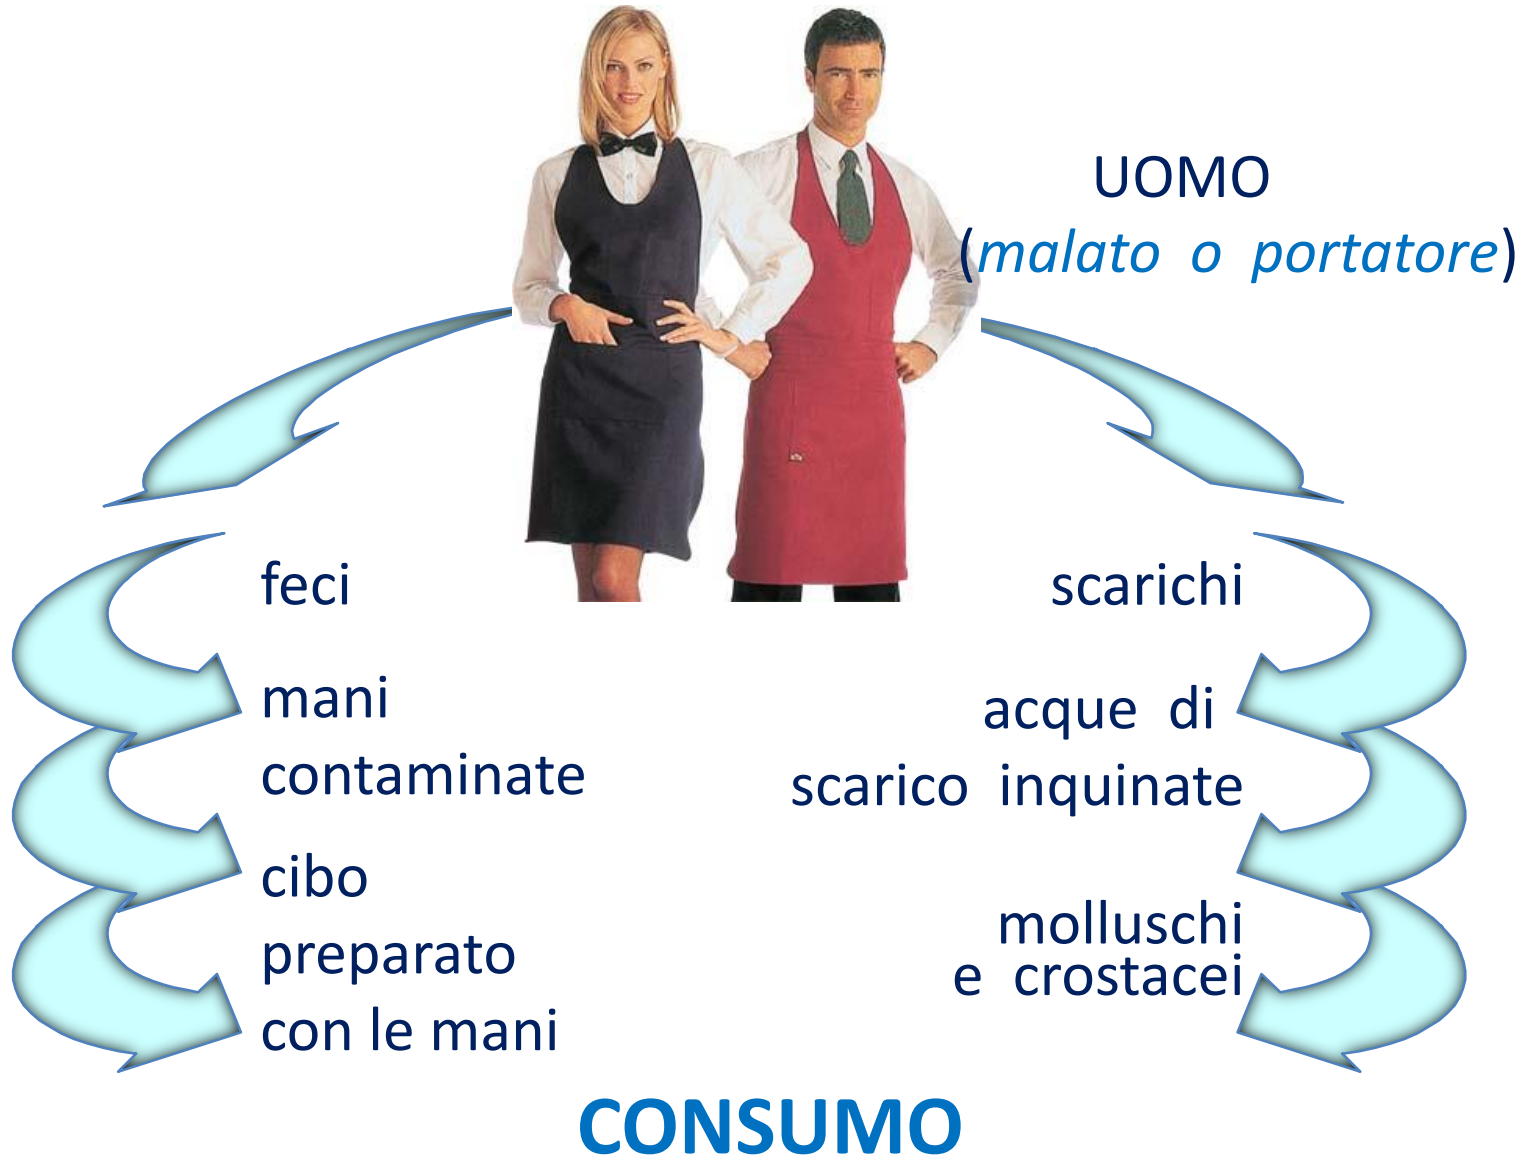 UOMO
(malato o portatore)
feci
mani
contaminate
cibo
preparato
con le mani
scarichi
acque di
scarico inquinate
molluschi
e crostacei
CONSUMO